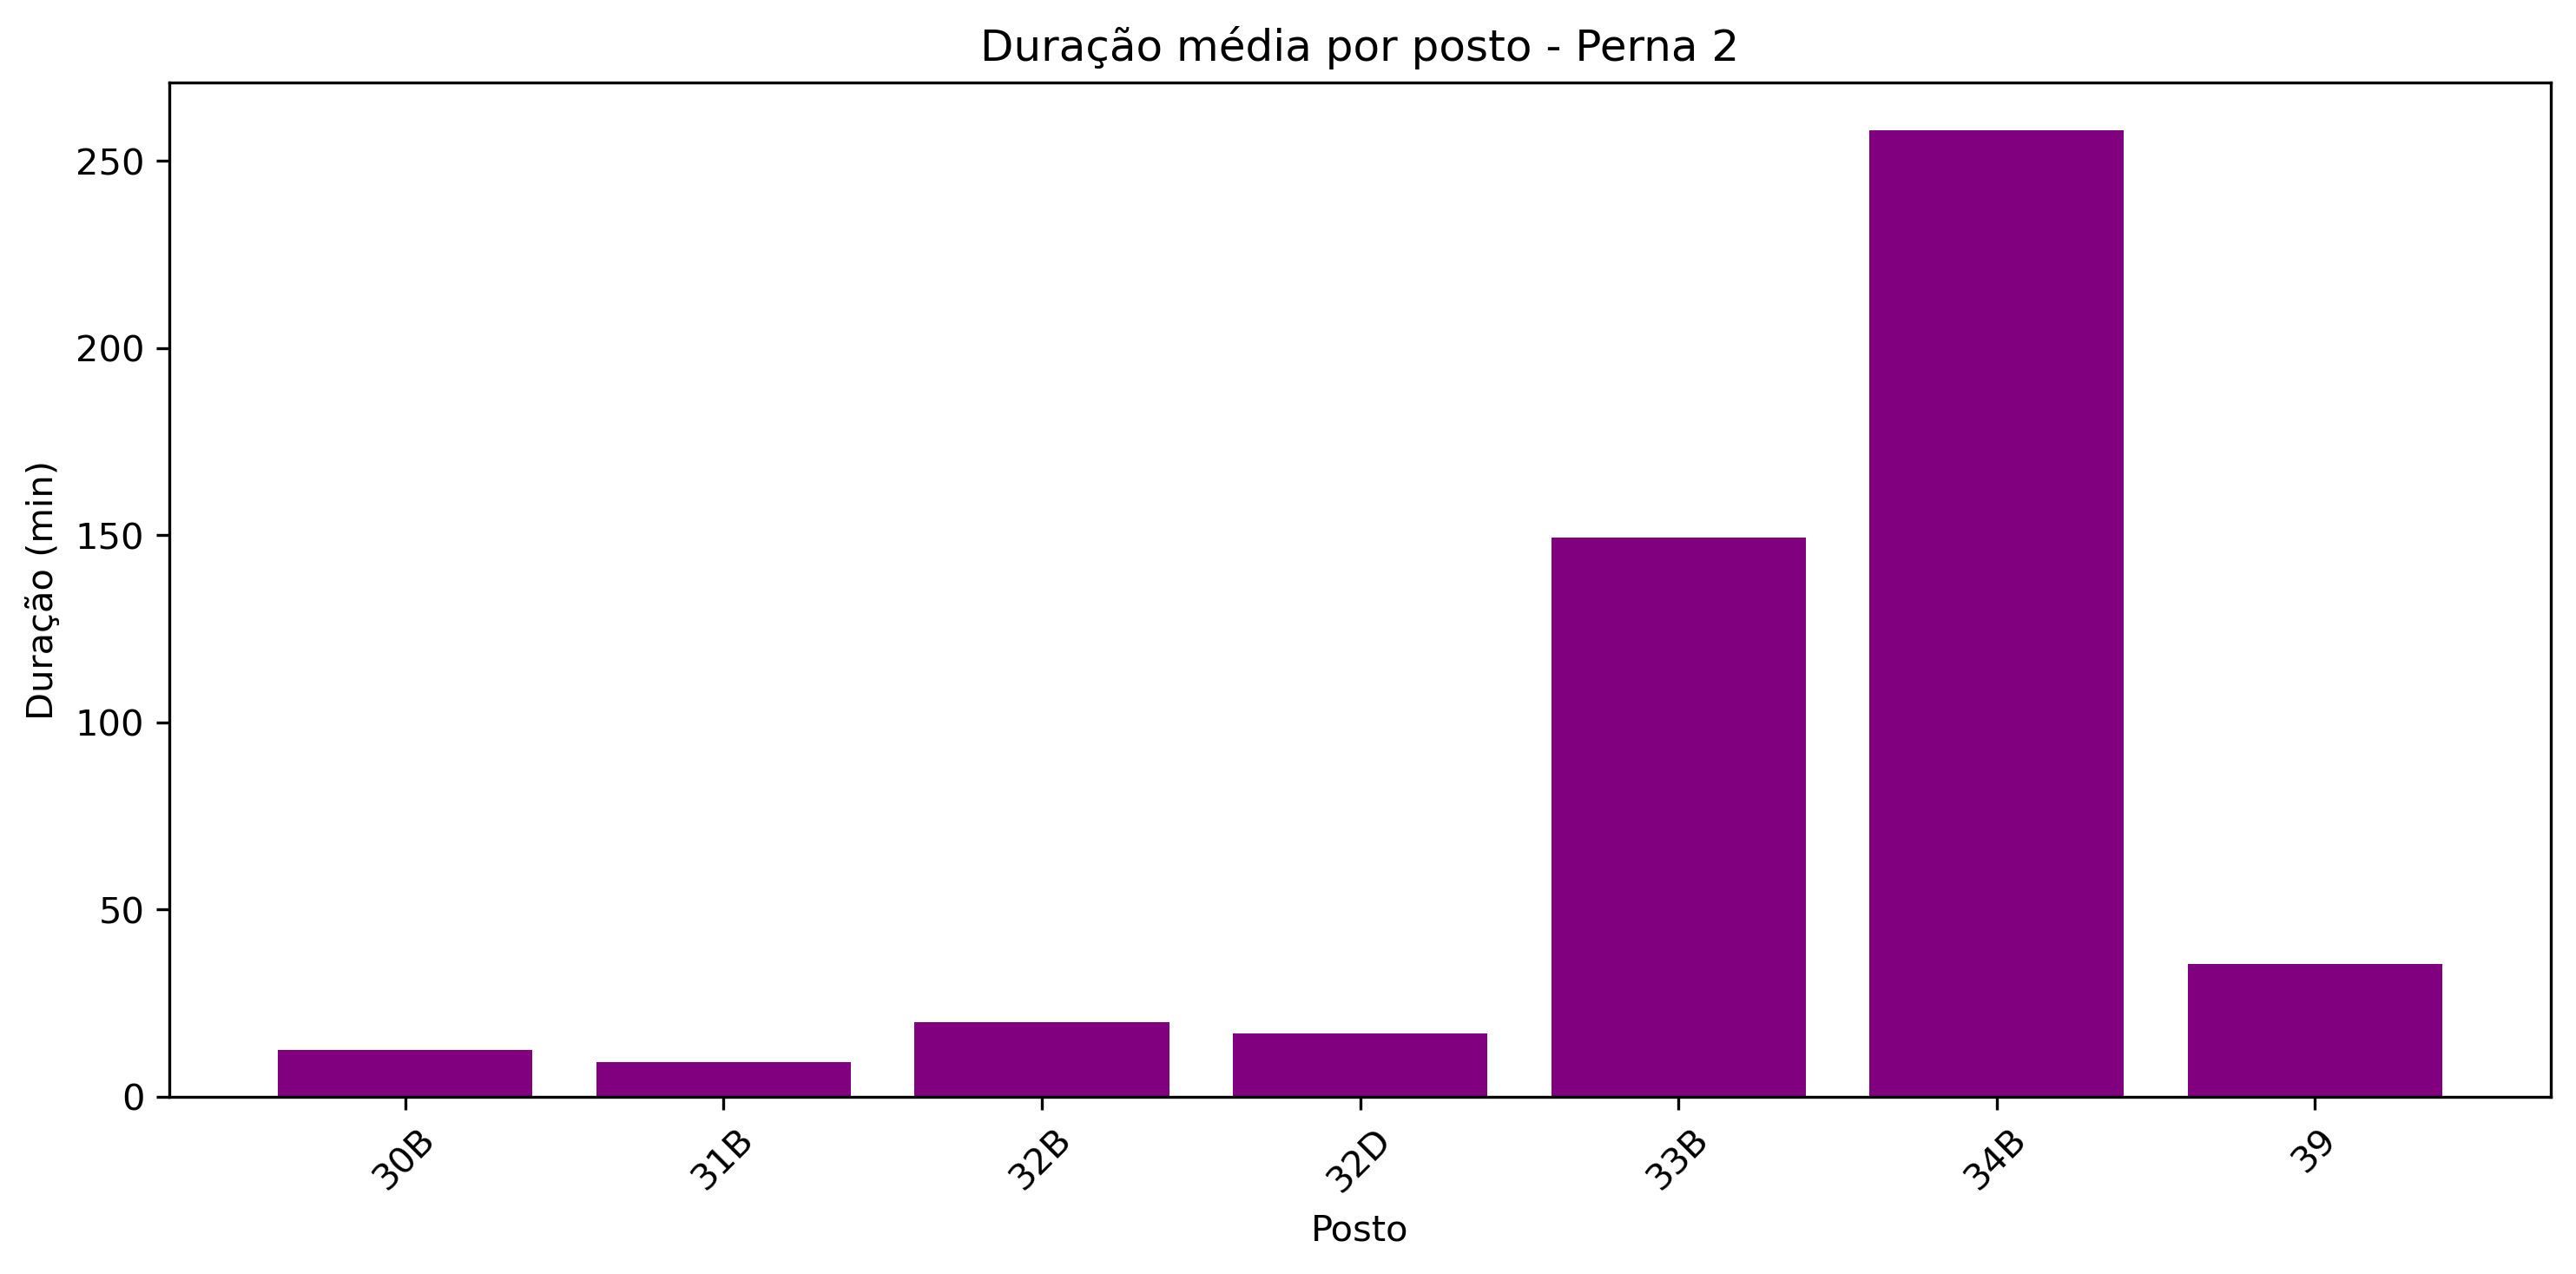 Duração média por posto - Perna 2
Duração (min)
250
200
150
100
50
0
30B
31B
32B
32D
33B
34B
39
Posto